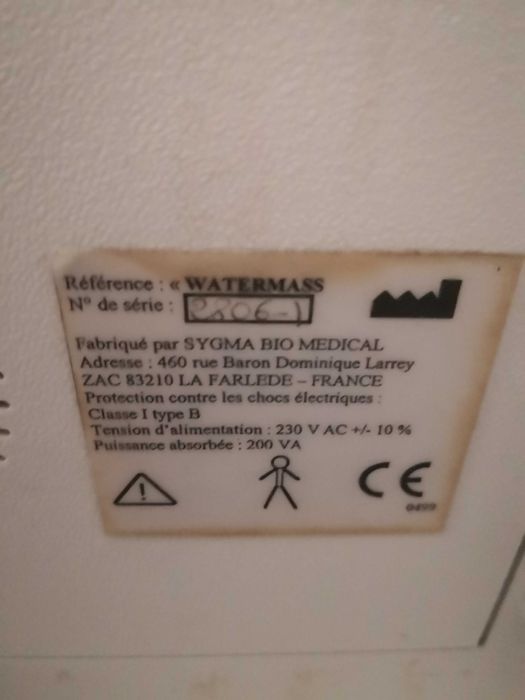 Référence : « WATERMASS
N° de série : 2806-1
Fabriqué par SYGMA BIO MEDICAL
Adresse : 460 rue Baron Dominique Larrey
ZAC 83210 LA FARLEDE – FRANCE
Protection contre les chocs électriques :
Classe I type B
Tension d'alimentation : 230 V AC +/- 10 %
Puissance absorbée : 200 VA
CE
0499